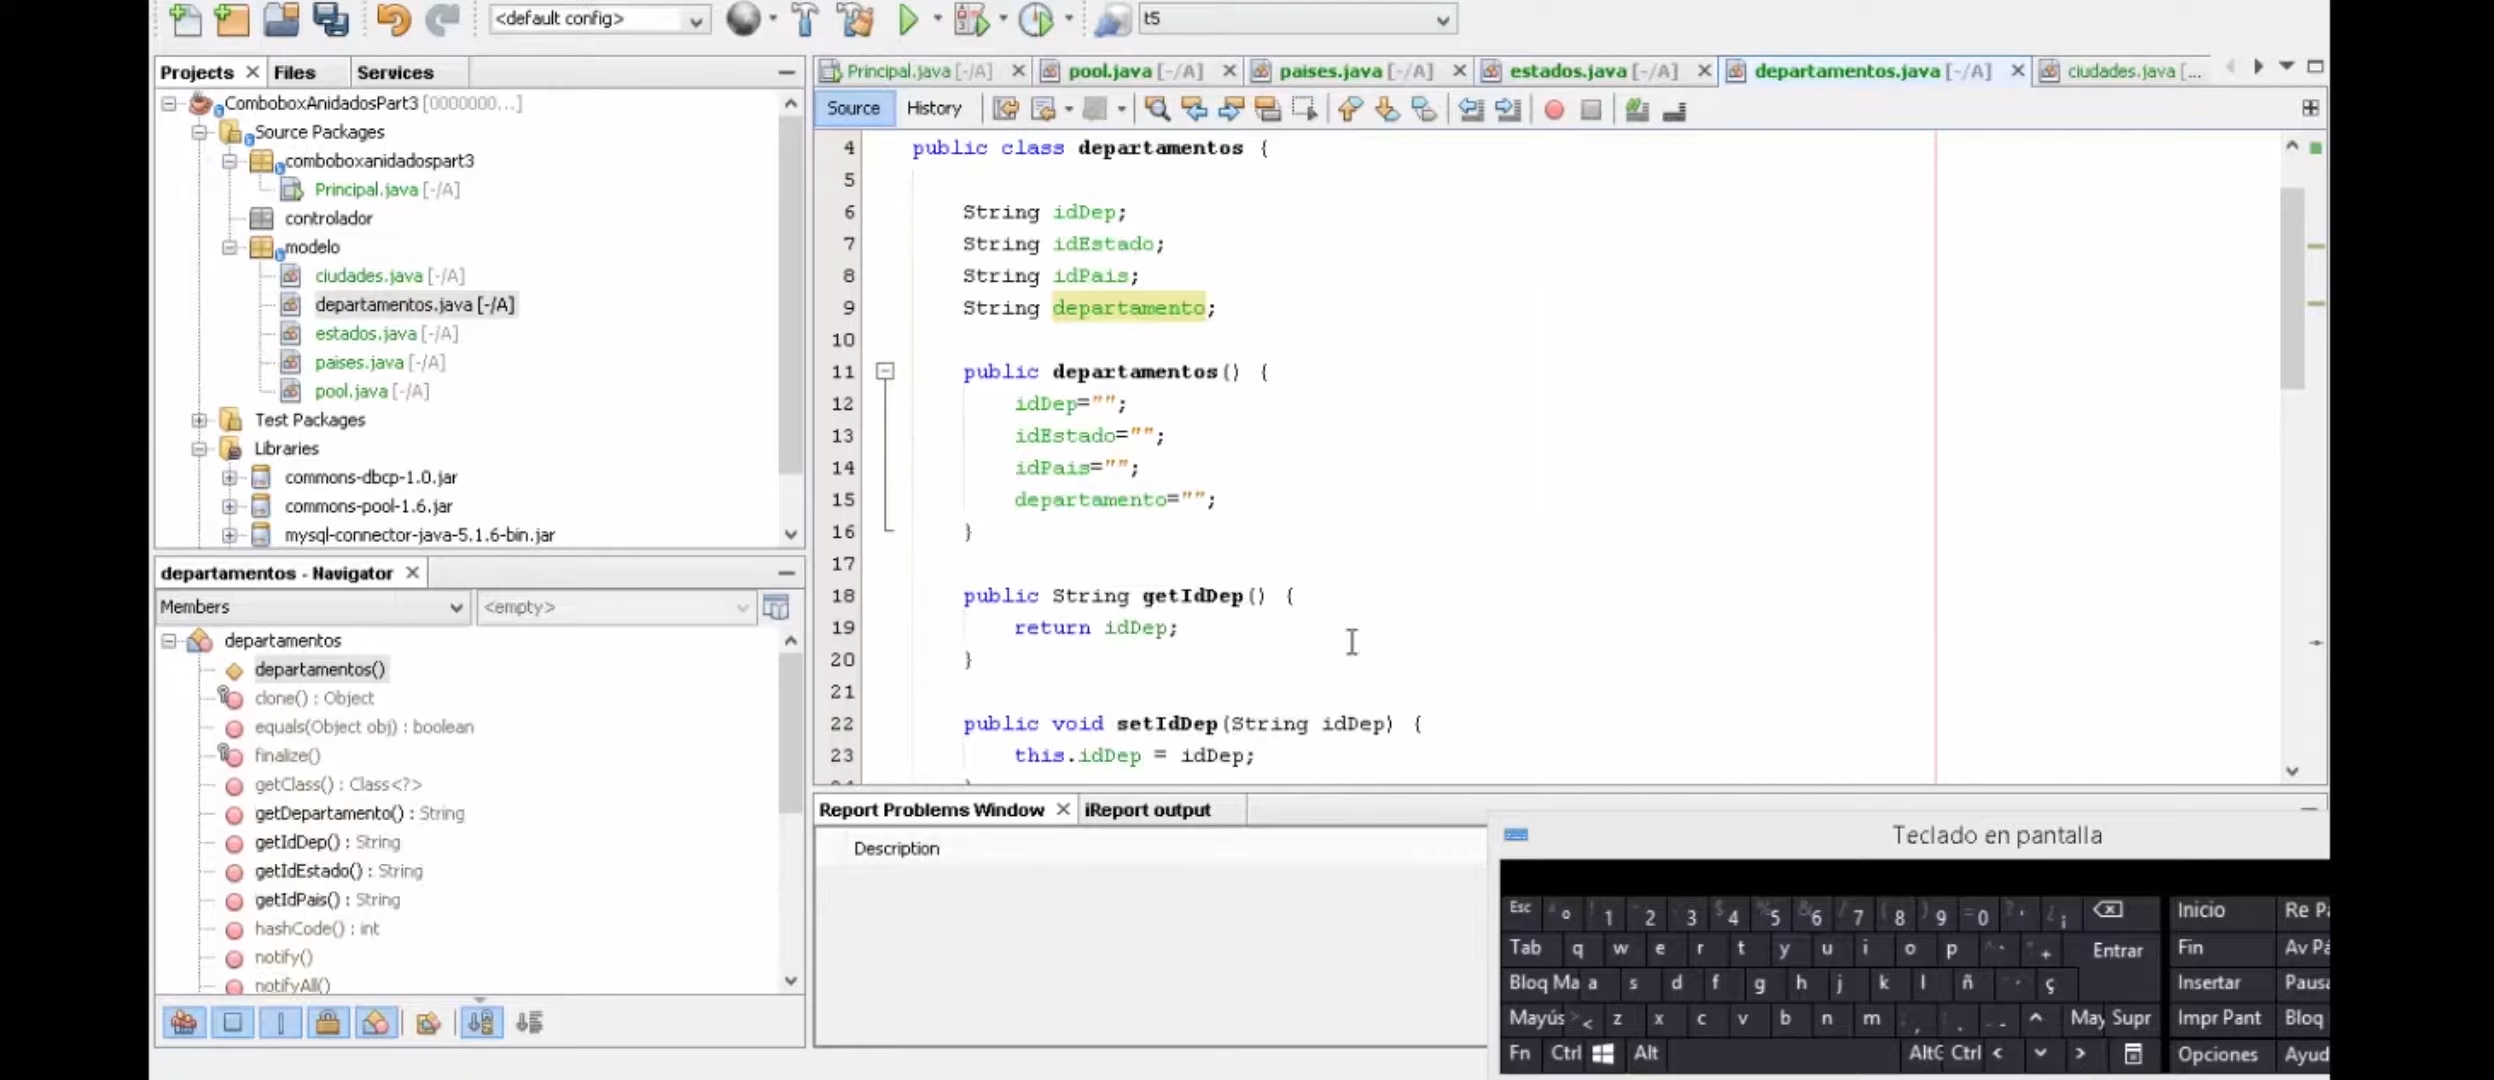 <default config>
t5
Projects
Files
Services
ComboboxAnidadosPart3 [0000000...]
Source Packages
comboboxanidadospart3
Principal.java [-/A]
controlador
modelo
ciudades.java [-/A]
departamentos.java [-/A]
estados.java [-/A]
paises.java [-/A]
pool.java [-/A]
Test Packages
Libraries
commons-dbcp-1.0.jar
commons-pool-1.6.jar
mysql-connector-java-5.1.6-bin.jar
departamentos - Navigator
Members
<empty>
departamentos
departamentos()
clone() : Object
equals(Object obj) : boolean
finalize()
getClass() : Class<?>
getDepartamento() : String
getIdDep() : String
getIdEstado() : String
getIdPais() : String
hashCode() : int
notify()
notifyAll()
Principal.java [-/A]
pool.java [-/A]
paises.java [-/A]
estados.java [-/A]
departamentos.java [-/A]
ciudades.java [...
Source
History
4 public class departamentos {
5
6 String idDep;
7 String idEstado;
8 String idPais;
9 String departamento;
10
11 public departamentos() {
12 idDep="";
13 idEstado="";
14 idPais="";
15 departamento="";
16 }
17
18 public String getIdDep() {
19 return idDep;
20 }
21
22 public void setIdDep(String idDep) {
23 this.idDep = idDep;
Report Problems Window
iReport output
Description
Teclado en pantalla
Esc 1 2 3 4 5 6 7 8 9 0 Inicio Re P
Tab q w e r t y u i o p + Entrar Fin Av Pá
Bloq Ma a s d f g h j k l ñ ç Insertar Paus
Mayús < z x c v b n m , . - ^ May Supr Impr Pant Bloq
Fn Ctrl Alt Ctrl < > Opciones Ayud